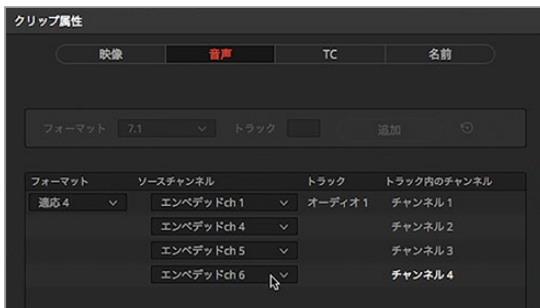 クリップ属性
映像 音声 TC 名前
フォーマット 7.1 トラック 追加
フォーマット ソースチャンネル トラック トラック内のチャンネル
適応 4 エンベデッドch 1 オーディオ 1 チャンネル 1
エンベデッドch 4 チャンネル 2
エンベデッドch 5 チャンネル 3
エンベデッドch 6 チャンネル 4